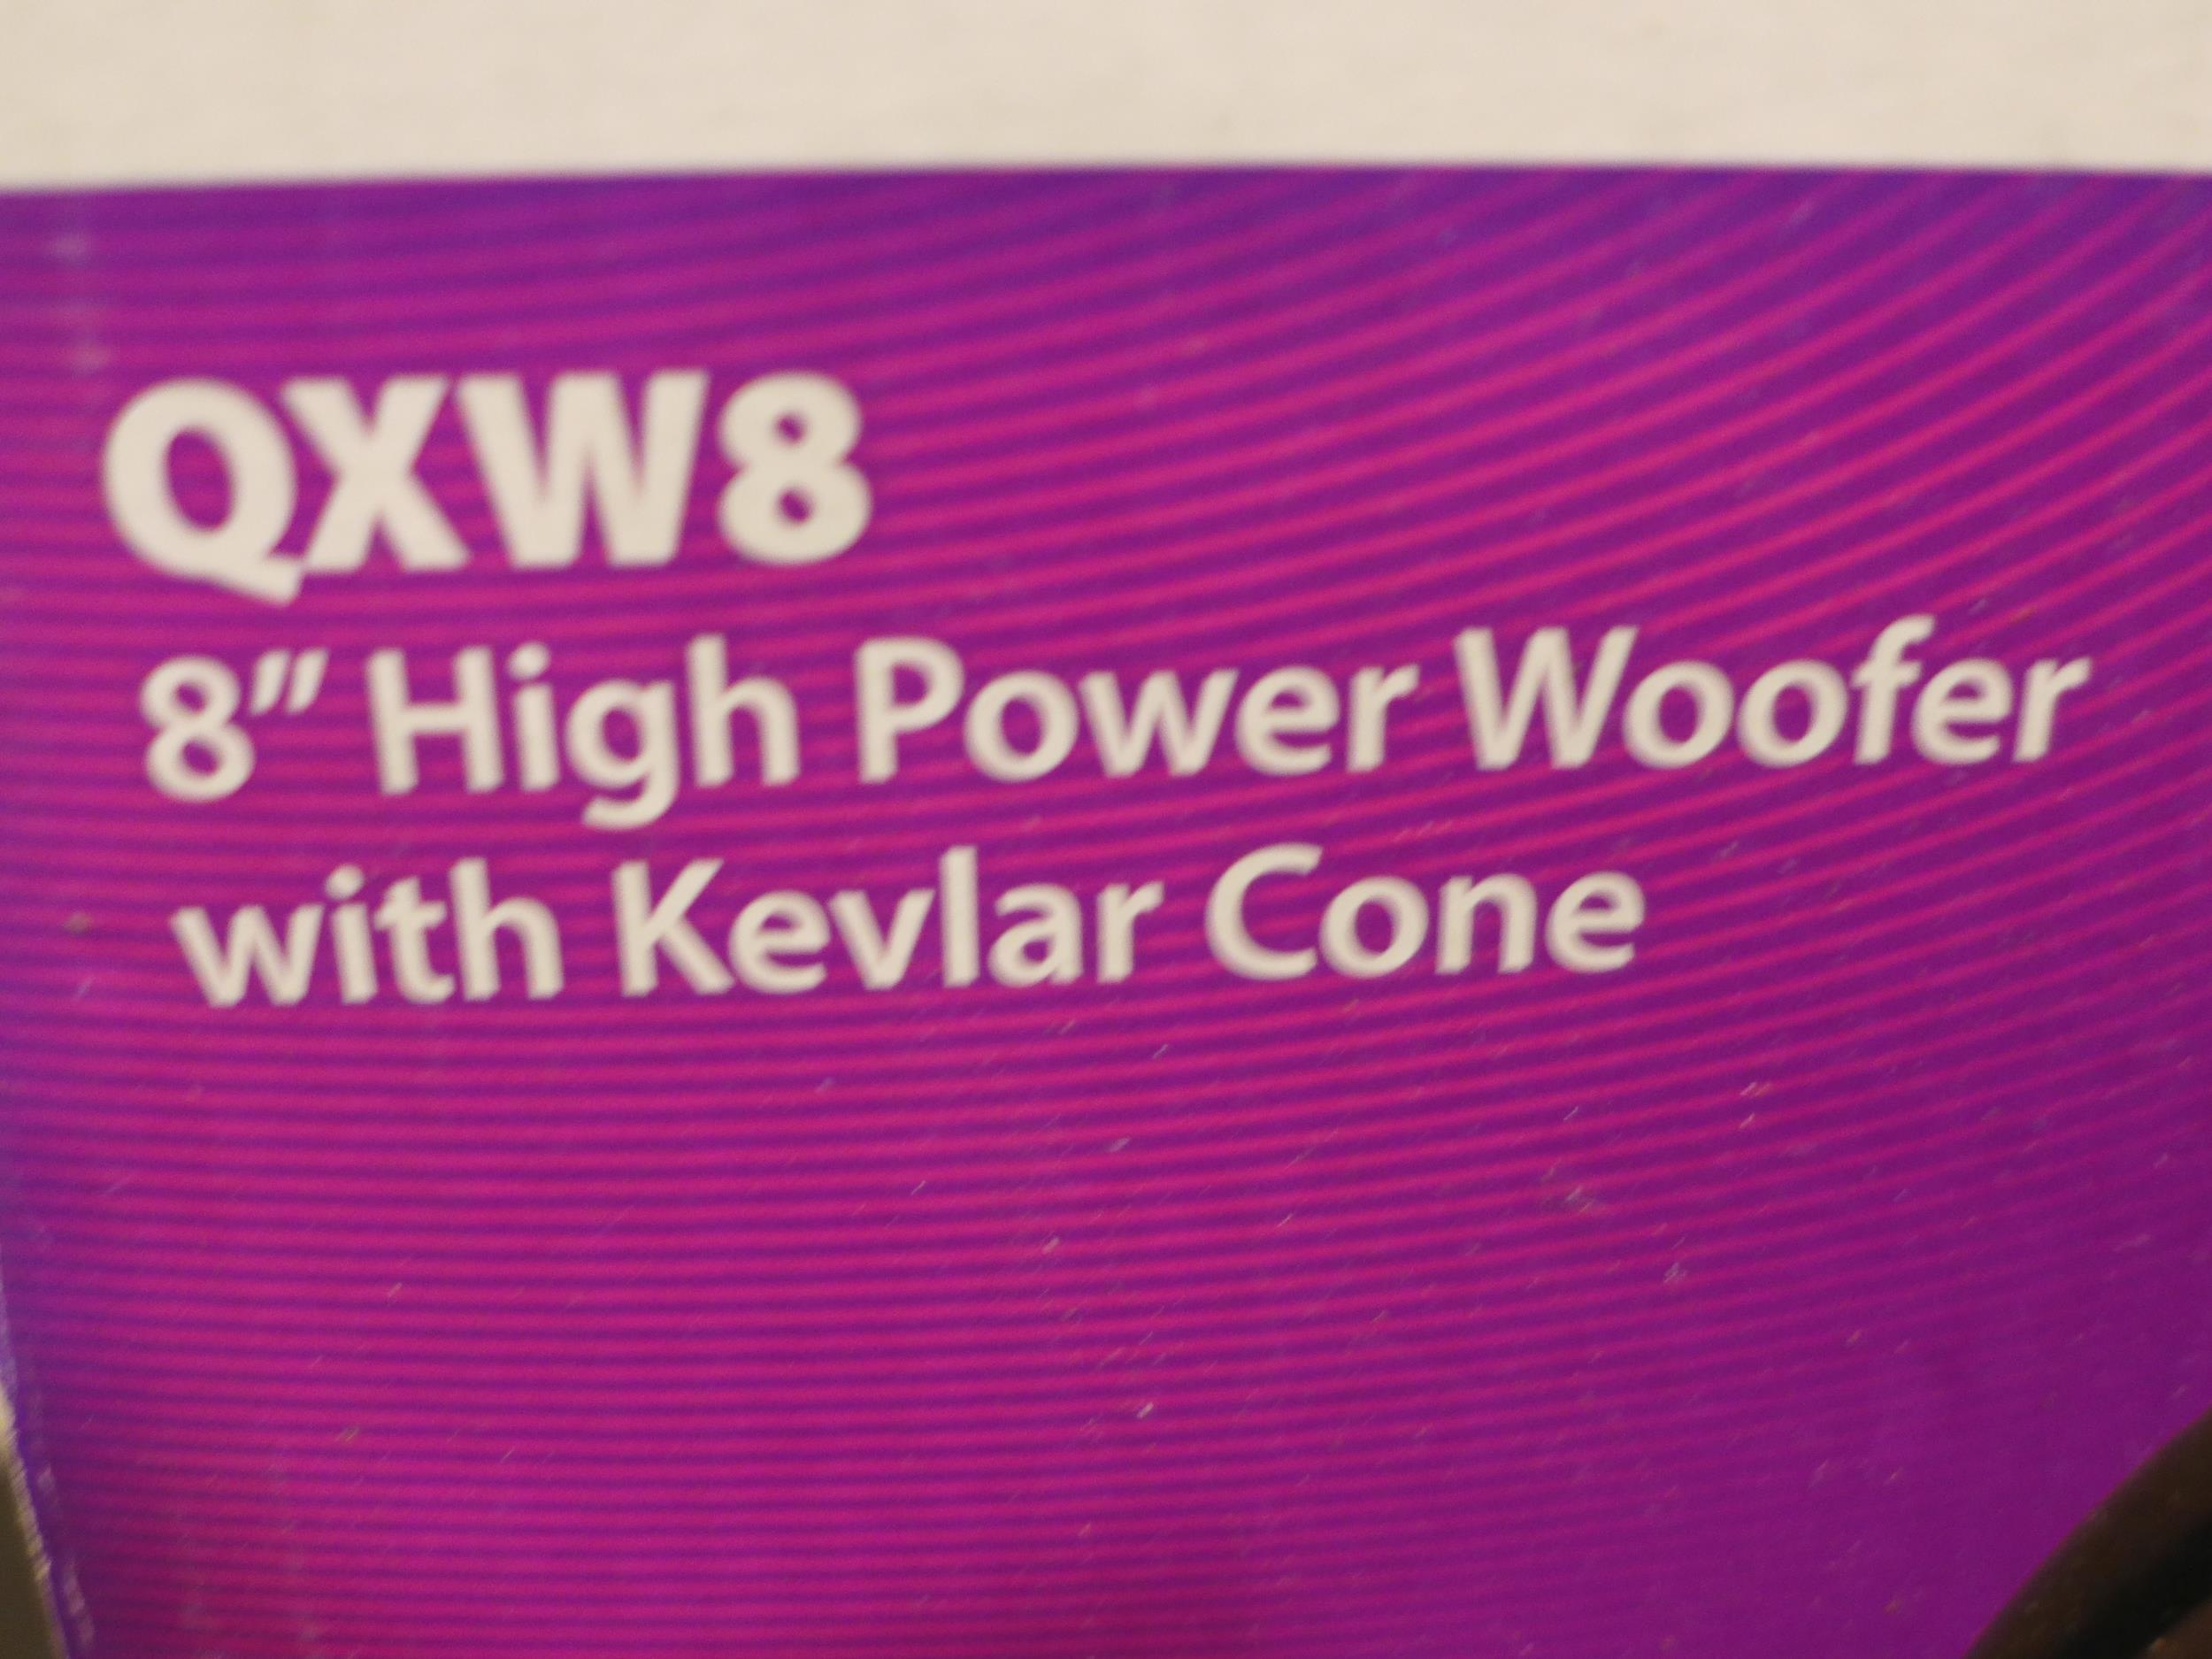 QXW8
8" High Power Woofer
with Kevlar Cone